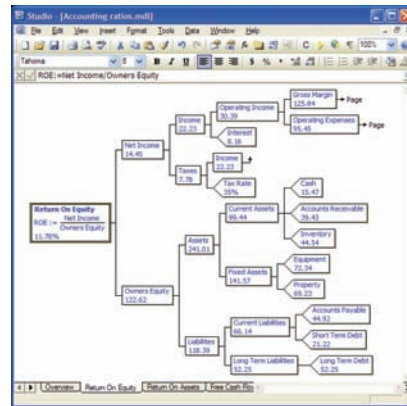 Studio - [Accounting ratios.mdl]
File Edit View Insert Format Tools Data Window Help
100%
Tahoma 8 B I U $ %
ROE:=Net Income/Owners Equity
Return On Equity
ROE := Net Income
Owners Equity
11.78%
Net Income
14.45
Owners Equity
122.62
Income
22.23
Taxes
7.78
Operating Income
30.39
Interest
8.16
Income
22.23
Tax Rate
35%
Gross Margin
125.84
Page
Operating Expenses
95.45
Page
Assets
241.01
Liabilities
118.39
Current Assets
99.44
Fixed Assets
141.57
Cash
15.47
Accounts Receivable
39.43
Inventory
44.54
Equipment
72.34
Property
69.23
Current Liabilities
66.14
Long Term Liabilities
52.25
Accounts Payable
44.92
Short Term Debt
21.22
Long Term Debt
52.25
Overview Return On Equity Return On Assets Free Cash Flo